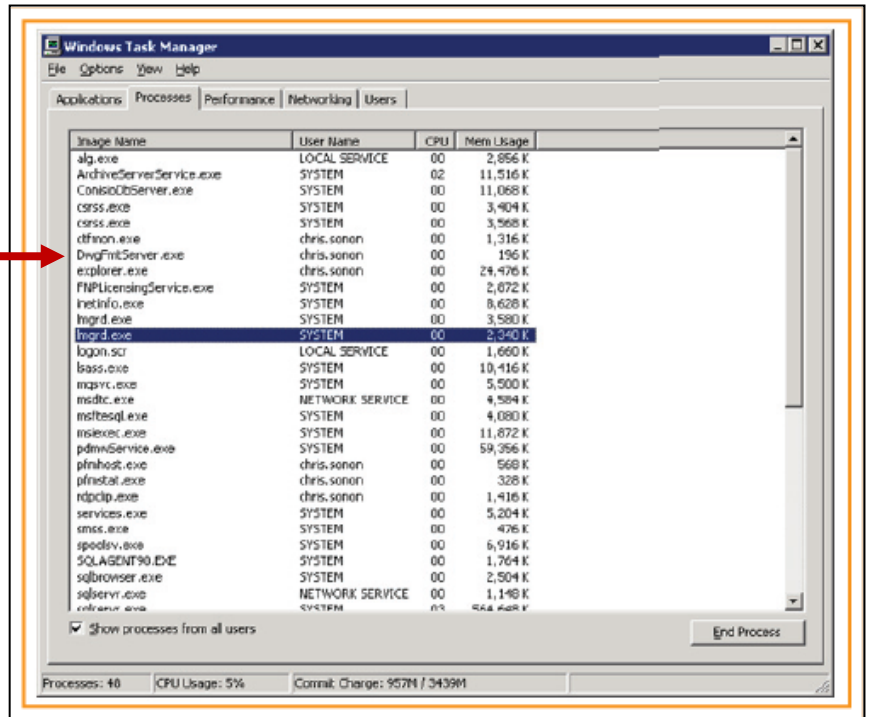 Windows Task Manager
File Options View Help
Applications Processes Performance Networking Users
Image Name User Name CPU Mem Usage
alg.exe LOCAL SERVICE 00 2,856 K
ArchiveServerService.exe SYSTEM 02 11,516 K
ConisioDbServer.exe SYSTEM 00 11,068 K
csrss.exe SYSTEM 00 3,404 K
csrss.exe SYSTEM 00 3,568 K
ctfmon.exe chris.sonon 00 1,316 K
DwgFmtServer.exe chris.sonon 00 196 K
explorer.exe chris.sonon 00 24,476 K
FNPLicensingService.exe SYSTEM 00 2,872 K
inetinfo.exe SYSTEM 00 8,628 K
lmgrd.exe SYSTEM 00 3,580 K
lmgrd.exe SYSTEM 00 2,340 K
logon.scr LOCAL SERVICE 00 1,660 K
lsass.exe SYSTEM 00 10,416 K
mqsvc.exe SYSTEM 00 5,500 K
msdtc.exe NETWORK SERVICE 00 4,584 K
msftesql.exe SYSTEM 00 4,080 K
msiexec.exe SYSTEM 00 11,872 K
pdmwService.exe SYSTEM 00 59,356 K
pfmhost.exe chris.sonon 00 568 K
pfmstat.exe chris.sonon 00 328 K
rdpclip.exe chris.sonon 00 1,416 K
services.exe SYSTEM 00 5,204 K
smss.exe SYSTEM 00 476 K
spoolsv.exe SYSTEM 00 6,916 K
SQLAGENT90.EXE SYSTEM 00 1,764 K
sqlbrowser.exe SYSTEM 00 2,504 K
sqlservr.exe NETWORK SERVICE 00 1,148 K
sqlservr.exe SYSTEM 03 564,648 K
Show processes from all users
End Process
Processes: 48 CPU Usage: 5% Commit Charge: 957M / 3439M